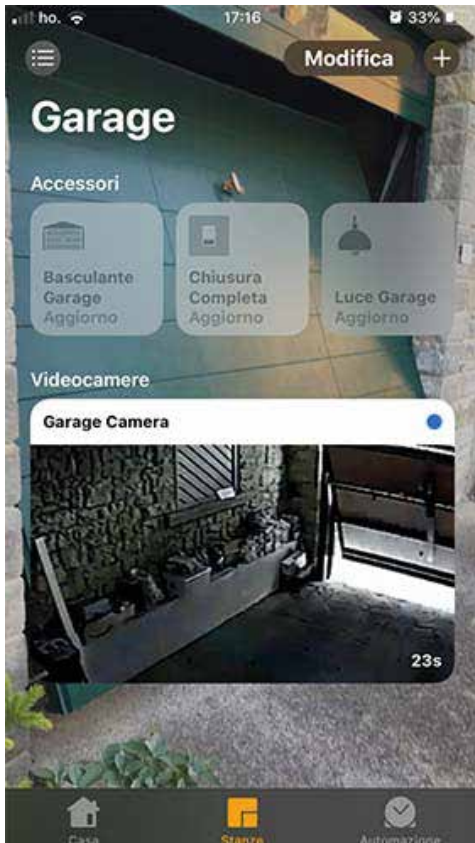 ho.
17:16
33%
Modifica
Garage
Accessori
Basculante
Garage
Aggiorno
Chiusura
Completa
Aggiorno
Luce Garage
Aggiorno
Videocamere
Garage Camera
23s
Casa
Stanze
Automazione